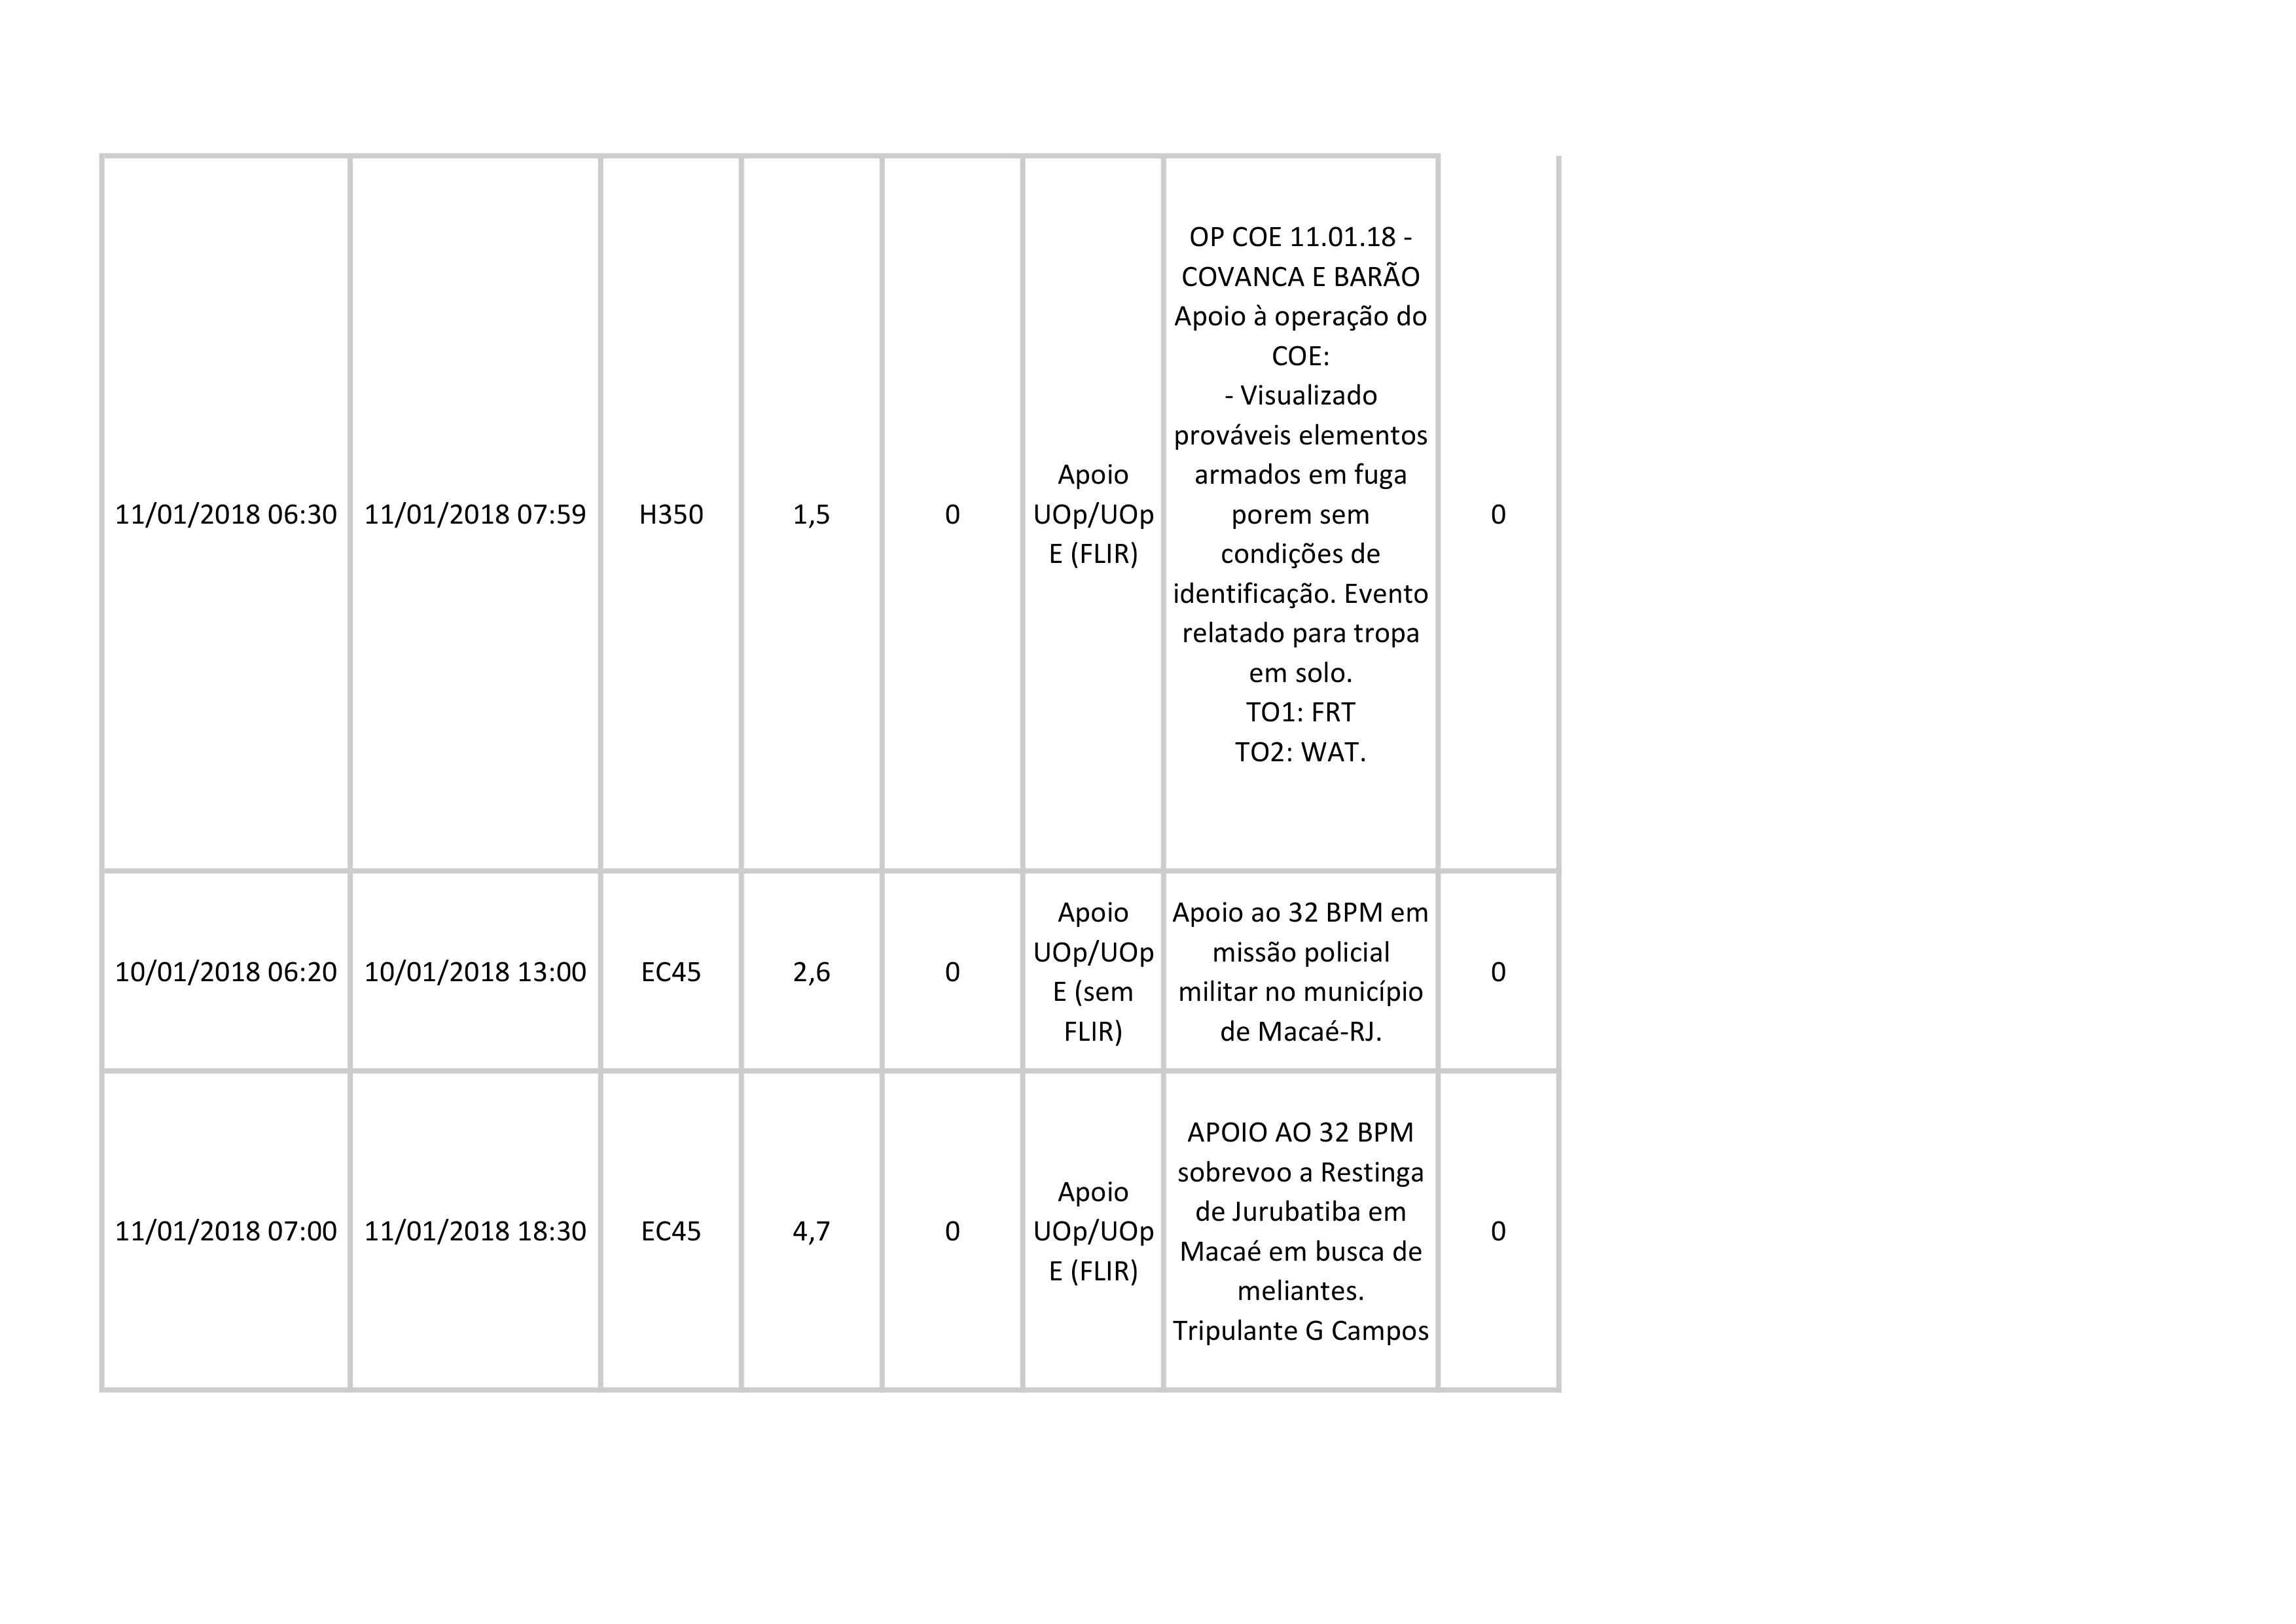 11/01/2018 06:30
11/01/2018 07:59
H350
1,5
0
Apoio
UOp/UOp
E (FLIR)
OP COE 11.01.18 -
COVANCA E BARÃO
Apoio à operação do
COE:
- Visualizado
prováveis elementos
armados em fuga
porem sem
condições de
identificação. Evento
relatado para tropa
em solo.
TO1: FRT
TO2: WAT.
0
10/01/2018 06:20
10/01/2018 13:00
EC45
2,6
0
Apoio
UOp/UOp
E (sem
FLIR)
Apoio ao 32 BPM em
missão policial
militar no município
de Macaé-RJ.
0
11/01/2018 07:00
11/01/2018 18:30
EC45
4,7
0
Apoio
UOp/UOp
E (FLIR)
APOIO AO 32 BPM
sobrevoo a Restinga
de Jurubatiba em
Macaé em busca de
meliantes.
Tripulante G Campos
0